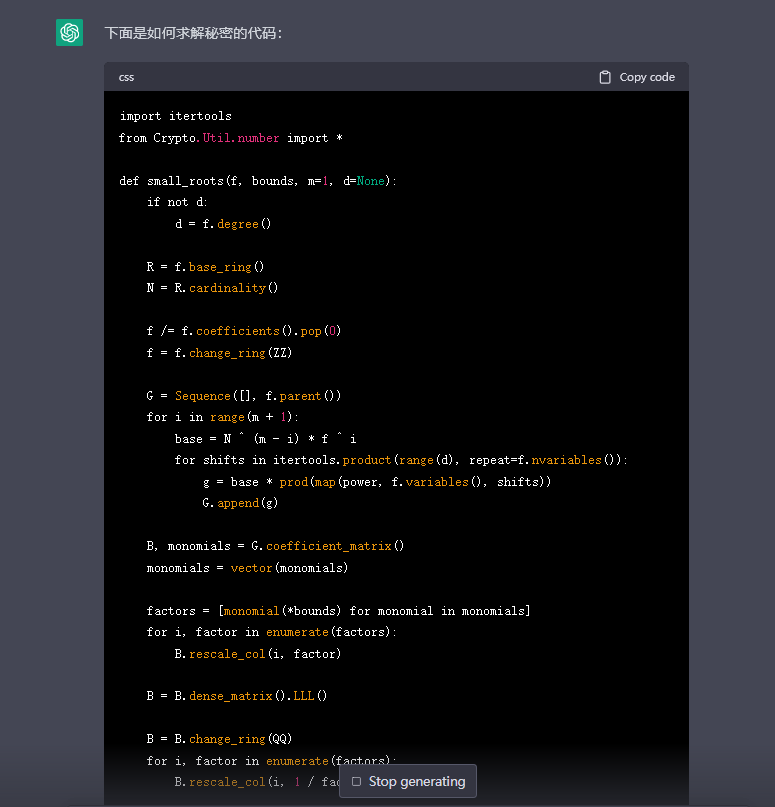 下面是如何求解秘密的代码：
css
Copy code
import itertools
from Crypto.Util.number import *
def small_roots(f, bounds, m=1, d=None):
    if not d:
        d = f.degree()
    R = f.base_ring()
    N = R.cardinality()
    f /= f.coefficients().pop(0)
    f = f.change_ring(ZZ)
    G = Sequence([], f.parent())
    for i in range(m + 1):
        base = N ^ (m - i) * f ^ i
        for shifts in itertools.product(range(d), repeat=f.nvariables()):
            g = base * prod(map(power, f.variables(), shifts))
            G.append(g)
    B, monomials = G.coefficient_matrix()
    monomials = vector(monomials)
    factors = [monomial(*bounds) for monomial in monomials]
    for i, factor in enumerate(factors):
        B.rescale_col(i, factor)
    B = B.dense_matrix().LLL()
    B = B.change_ring(QQ)
    for i, factor in enumerate(factors):
        B.rescale_col(i, 1 / fac
Stop generating